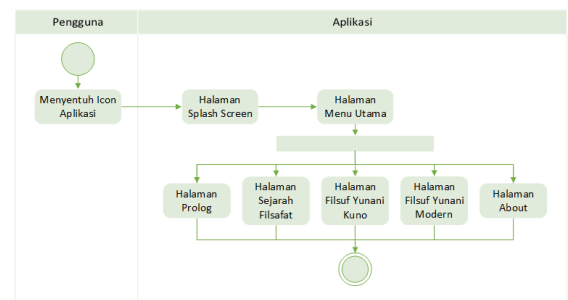 Pengguna
Aplikasi
Menyentuh Icon
Aplikasi
Halaman
Splash Screen
Halaman
Menu Utama
Halaman
Prolog
Halaman
Sejarah
Filsafat
Halaman
Filsuf Yunani
Kuno
Halaman
Filsuf Yunani
Modern
Halaman
About